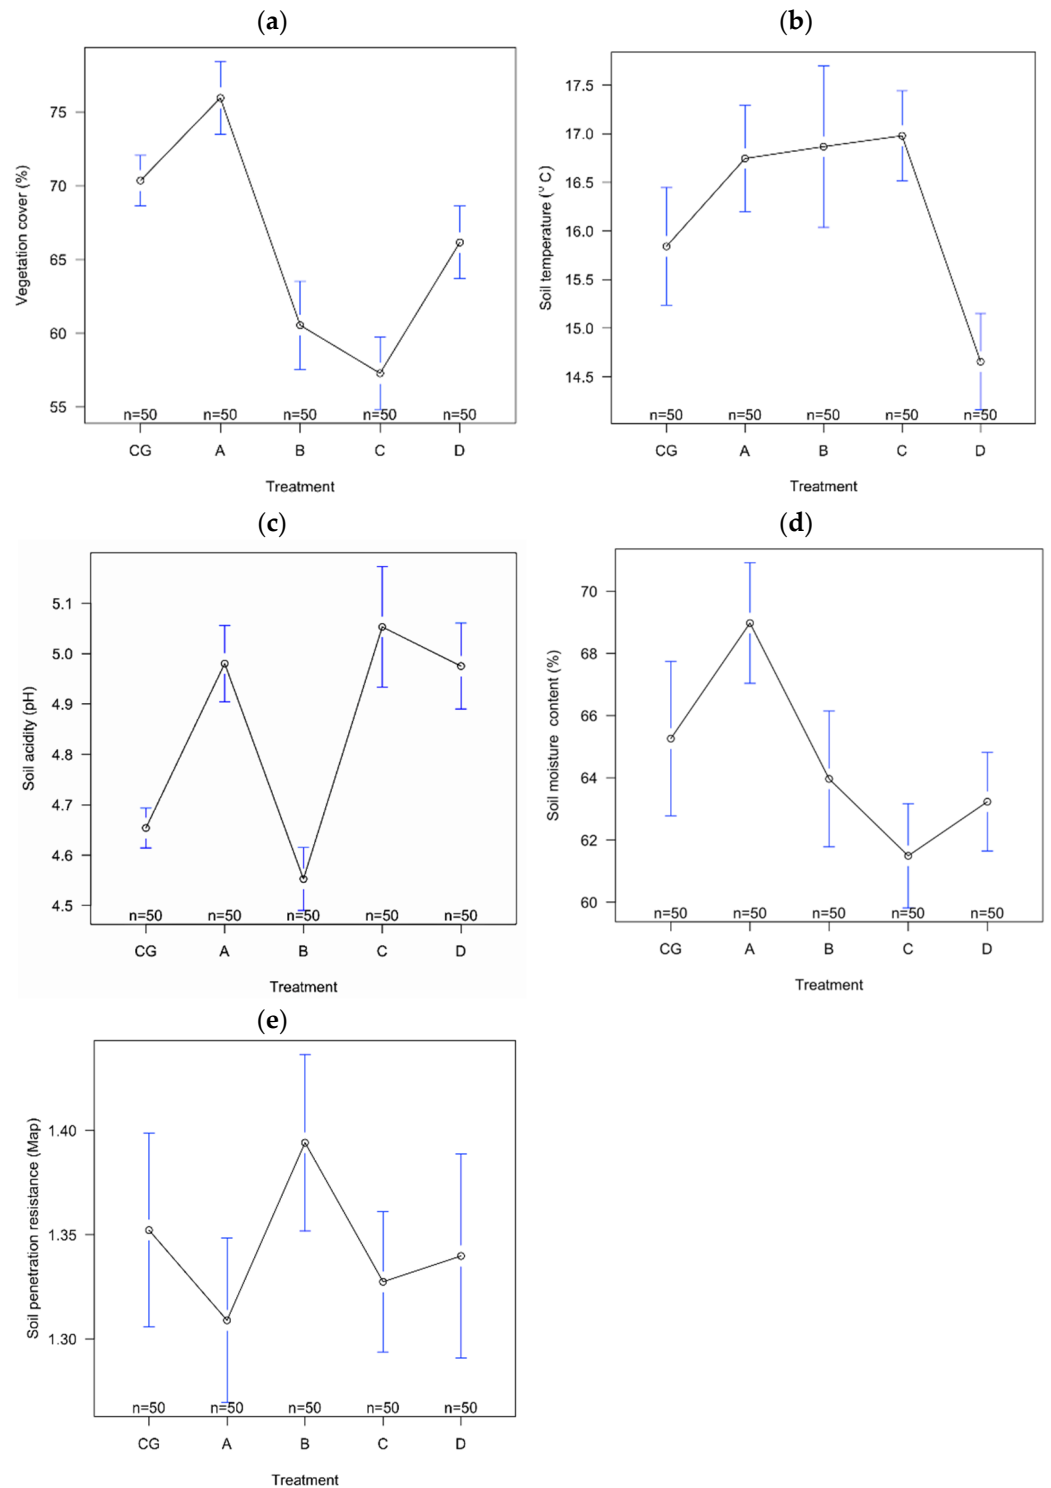 (a)
Vegetation cover (%)
75
70
65
60
55
n=50 n=50 n=50 n=50 n=50
CG A B C D
Treatment
(b)
Soil temperature (⁰ C)
17.5
17.0
16.5
16.0
15.5
15.0
14.5
n=50 n=50 n=50 n=50 n=50
CG A B C D
Treatment
(c)
Soil acidity (pH)
5.1
5.0
4.9
4.8
4.7
4.6
4.5
n=50 n=50 n=50 n=50 n=50
CG A B C D
Treatment
(d)
Soil moisture content (%)
70
68
66
64
62
60
n=50 n=50 n=50 n=50 n=50
CG A B C D
Treatment
(e)
Soil penetration resistance (Map)
1.40
1.35
1.30
n=50 n=50 n=50 n=50 n=50
CG A B C D
Treatment